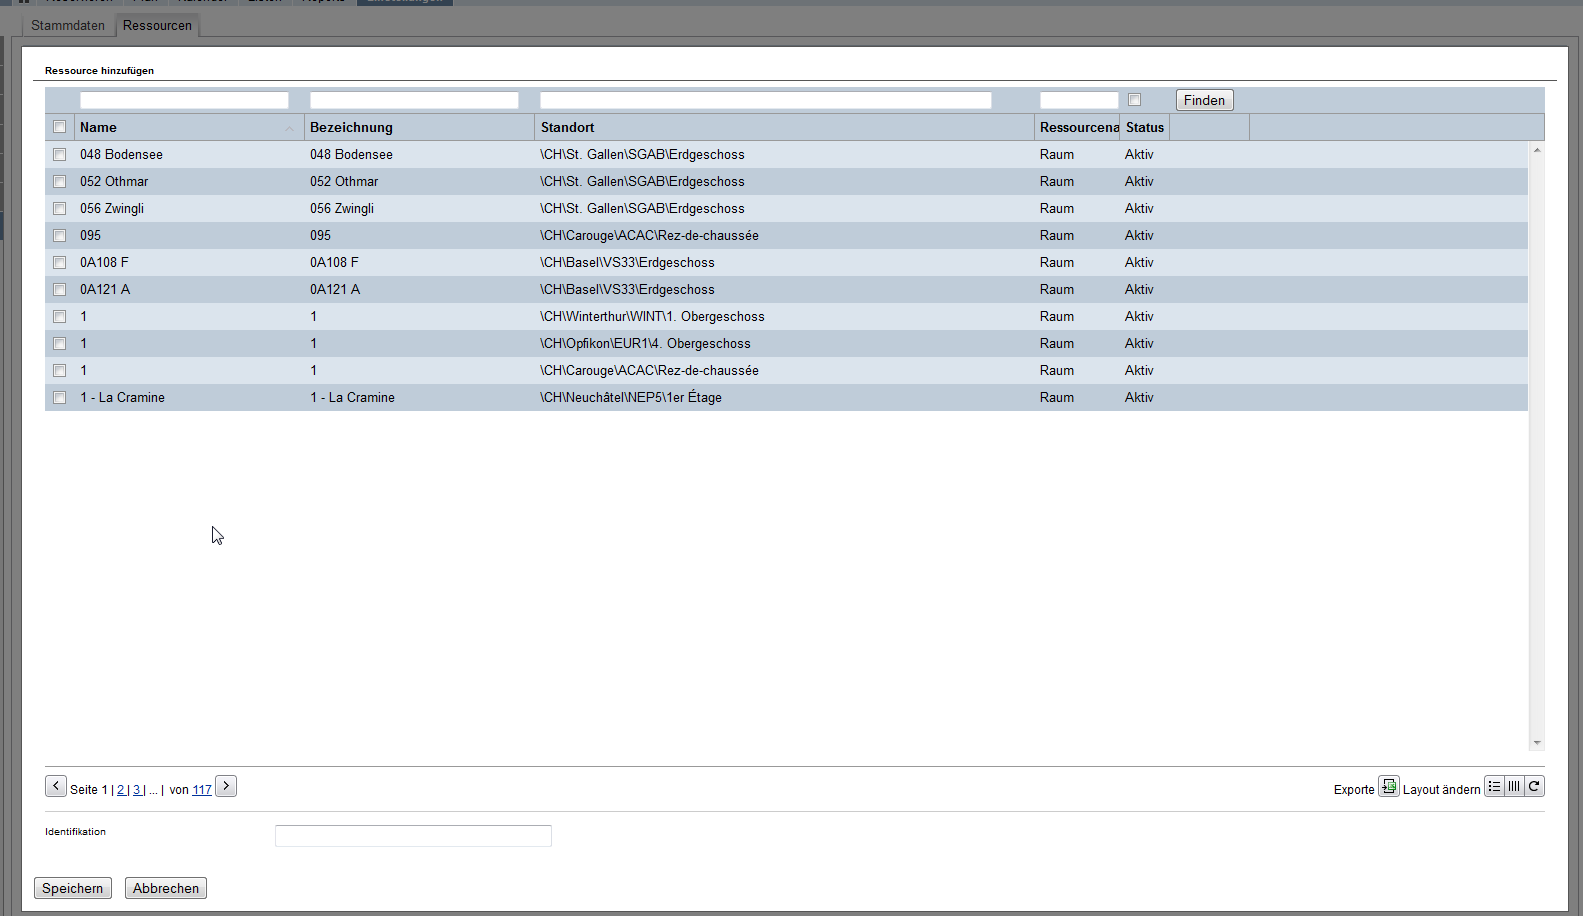 Stammdaten Ressourcen
Ressource hinzufügen
Finden
Name Bezeichnung Standort Ressourcena Status
048 Bodensee 048 Bodensee \CH\St. Gallen\SGAB\Erdgeschoss Raum Aktiv
052 Othmar 052 Othmar \CH\St. Gallen\SGAB\Erdgeschoss Raum Aktiv
056 Zwingli 056 Zwingli \CH\St. Gallen\SGAB\Erdgeschoss Raum Aktiv
095 095 \CH\Carouge\ACAC\Rez-de-chaussée Raum Aktiv
0A108 F 0A108 F \CH\Basel\VS33\Erdgeschoss Raum Aktiv
0A121 A 0A121 A \CH\Basel\VS33\Erdgeschoss Raum Aktiv
1 1 \CH\Winterthur\WINT\1. Obergeschoss Raum Aktiv
1 1 \CH\Opfikon\EUR1\4. Obergeschoss Raum Aktiv
1 1 \CH\Carouge\ACAC\Rez-de-chaussée Raum Aktiv
1 - La Cramine 1 - La Cramine \CH\Neuchâtel\NEP5\1er Étage Raum Aktiv
Seite 1 | 2 | 3 | ... | von 117 Exporte Layout ändern
Identifikation
Speichern Abbrechen